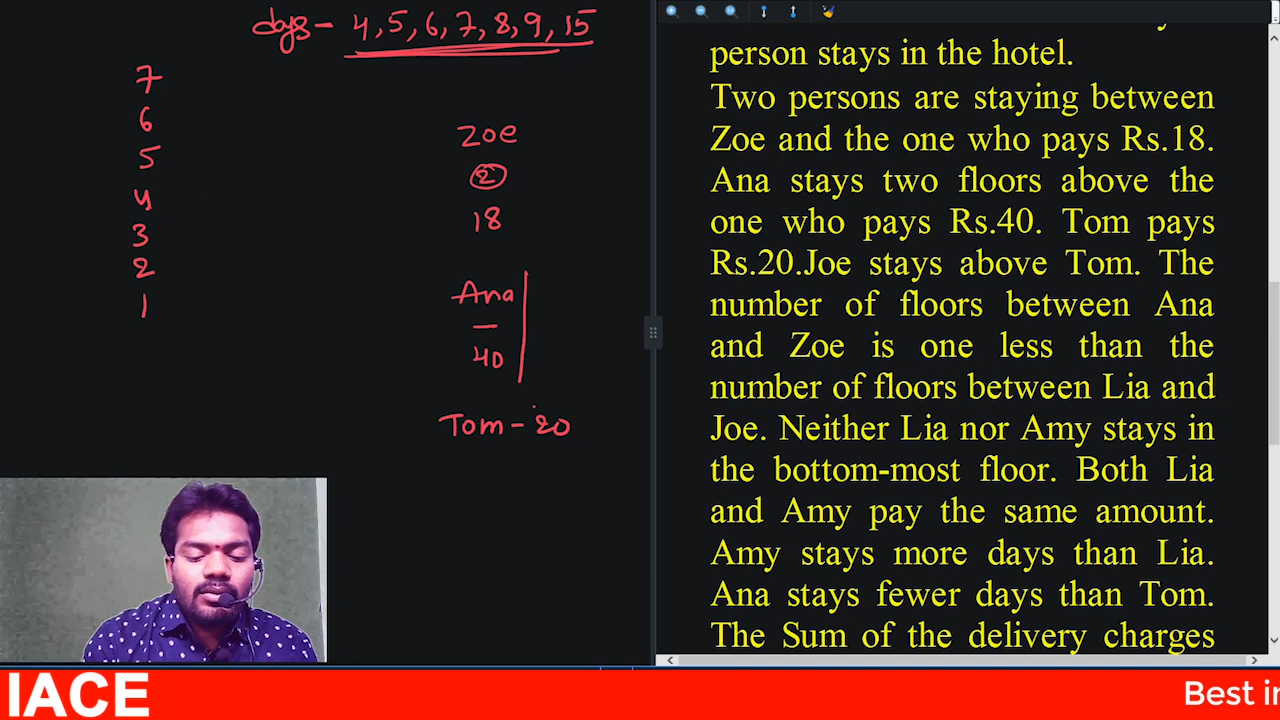 days - 4, 5, 6, 7, 8, 9, 15
7
6
5
4
3
2
1
Zoe
2
18
Ana
—
40
Tom - 20
person stays in the hotel.
Two persons are staying between
Zoe and the one who pays Rs.18.
Ana stays two floors above the
one who pays Rs.40. Tom pays
Rs.20.Joe stays above Tom. The
number of floors between Ana
and Zoe is one less than the
number of floors between Lia and
Joe. Neither Lia nor Amy stays in
the bottom-most floor. Both Lia
and Amy pay the same amount.
Amy stays more days than Lia.
Ana stays fewer days than Tom.
The Sum of the delivery charges
IACE
Best in